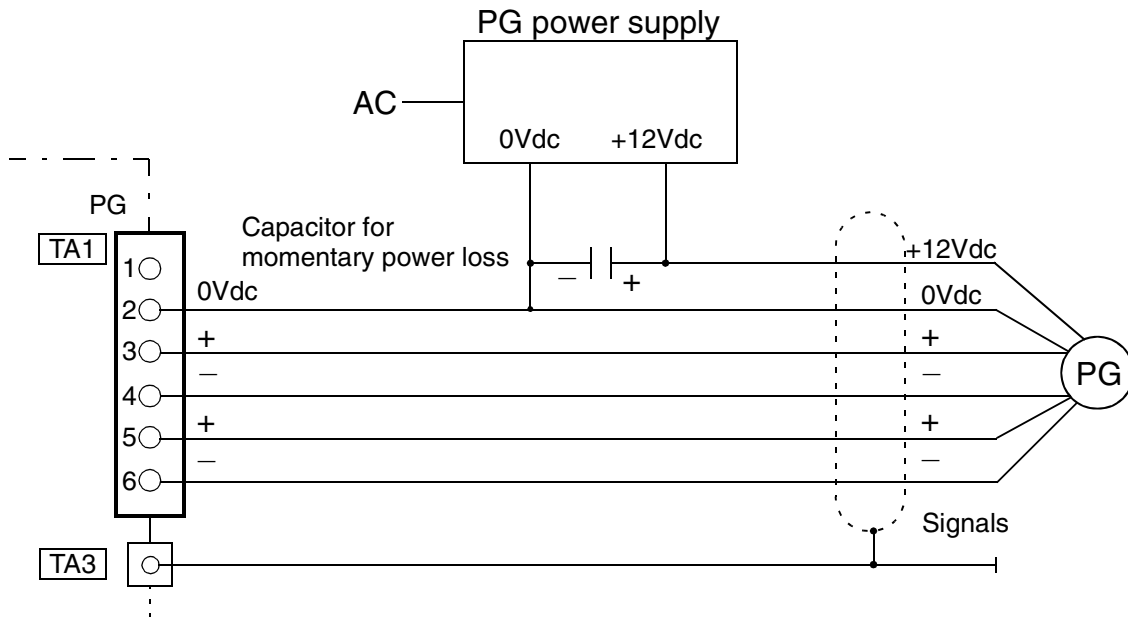 PG power supply
AC
0Vdc +12Vdc
PG
TA1
Capacitor for
momentary power loss
− +
+12Vdc
1
0Vdc
0Vdc
2
+
+
3
−
−
4
+
+
5
−
−
6
PG
Signals
TA3